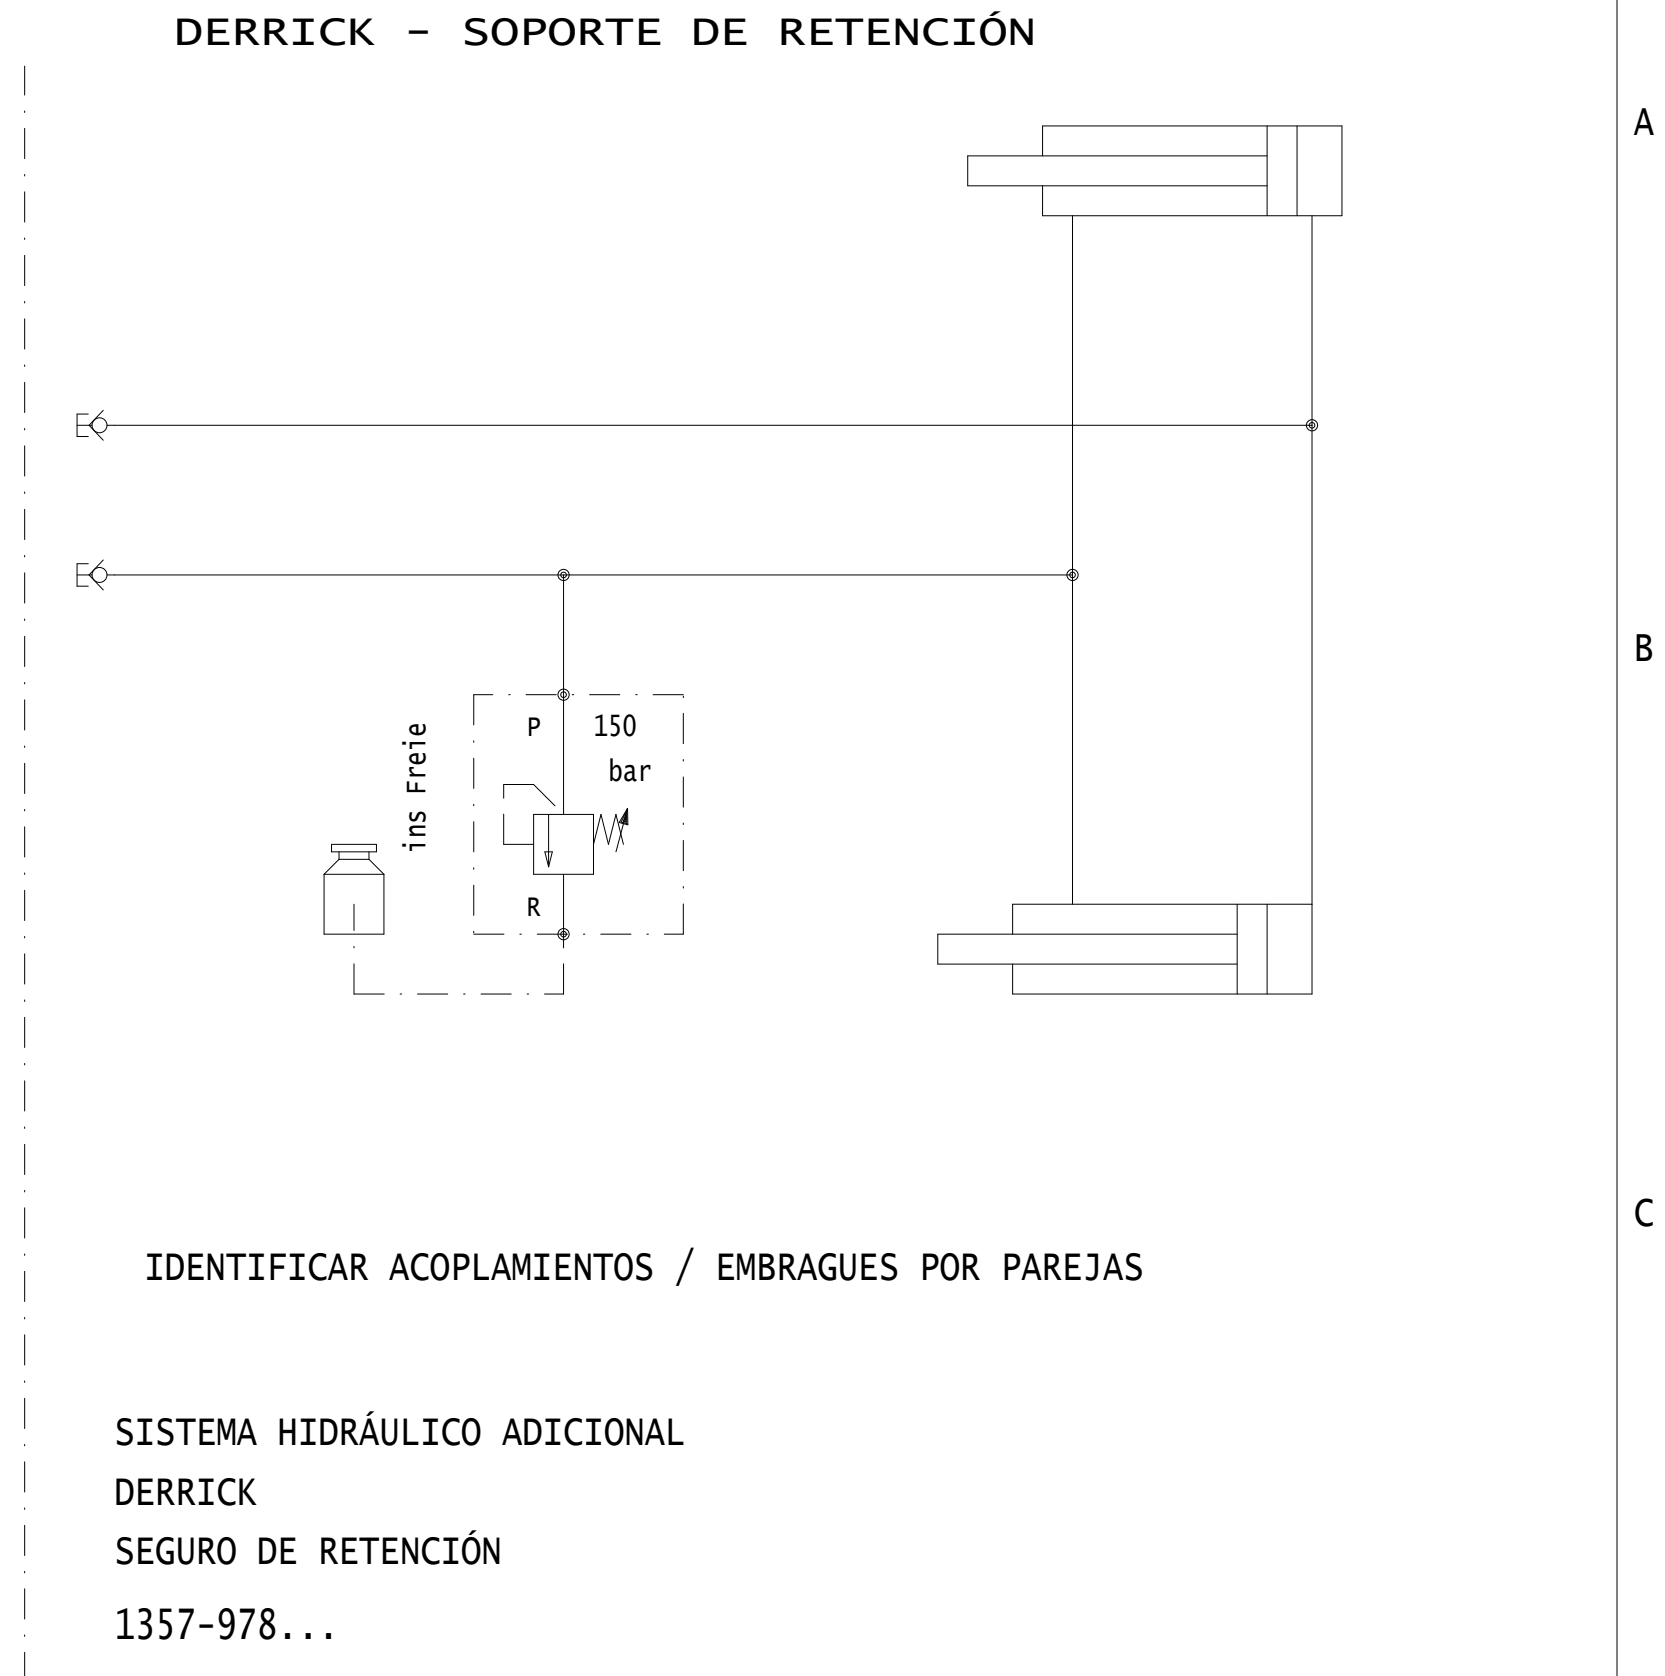 DERRICK - SOPORTE DE RETENCIÓN
A
B
P 150
bar
ins Freie
R
C
IDENTIFICAR ACOPLAMIENTOS / EMBRAGUES POR PAREJAS
SISTEMA HIDRÁULICO ADICIONAL
DERRICK
SEGURO DE RETENCIÓN
1357-978...